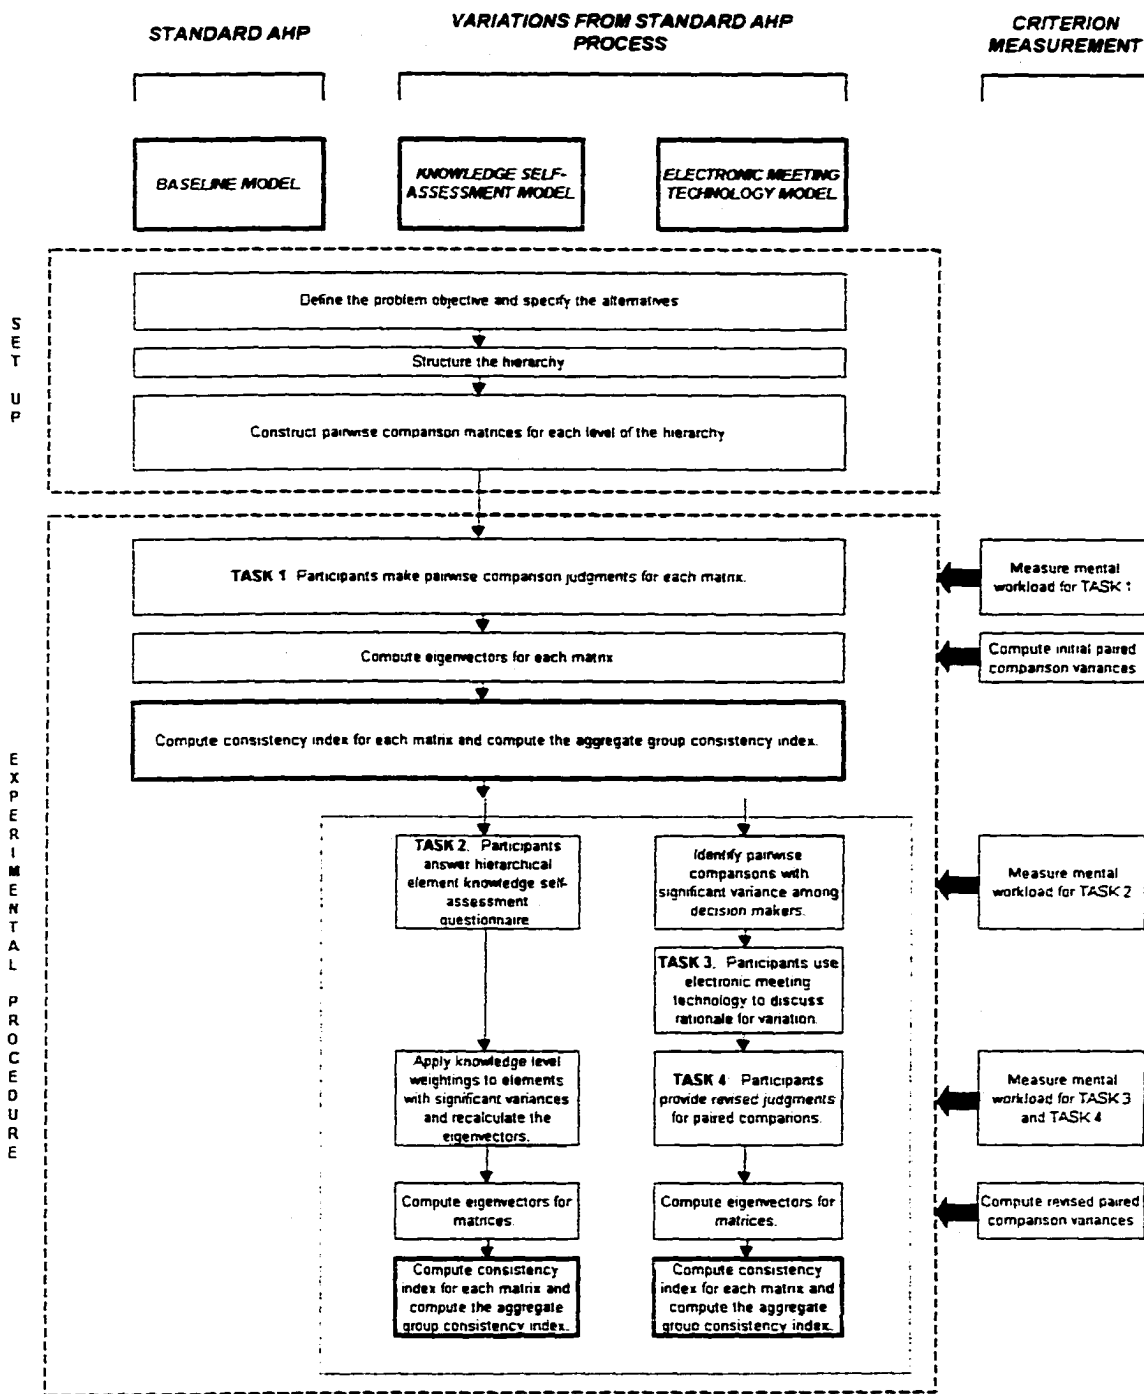 STANDARD AHP
VARIATIONS FROM STANDARD AHP
PROCESS
CRITERION
MEASUREMENT
BASELINE MODEL
KNOWLEDGE SELF-
ASSESSMENT MODEL
ELECTRONIC MEETING
TECHNOLOGY MODEL
SET UP
Define the problem objective and specify the alternatives
Structure the hierarchy
Construct pairwise comparison matrices for each level of the hierarchy
EXPERIMENTAL PROCEDURE
TASK 1 Participants make pairwise comparison judgments for each matrix.
Measure mental
workload for TASK 1
Compute eigenvectors for each matrix
Compute initial paired
comparison variances
Compute consistency index for each matrix and compute the aggregate group consistency index.
TASK 2. Participants
answer hierarchical
element knowledge self-
assessment
questionnaire
Identify pairwise
comparisons with
significant variance among
decision makers.
Measure mental
workload for TASK 2
TASK 3. Participants use
electronic meeting
technology to discuss
rationale for variation.
Apply knowledge level
weightings to elements
with significant variances
and recalculate the
eigenvectors.
TASK 4 Participants
provide revised judgments
for paired comparions.
Measure mental
workload for TASK 3
and TASK 4
Compute eigenvectors for
matrices.
Compute eigenvectors for
matrices.
Compute revised paired
comparison variances
Compute consistency
index for each matrix and
compute the aggregate
group consistency index.
Compute consistency
index for each matrix and
compute the aggregate
group consistency index.